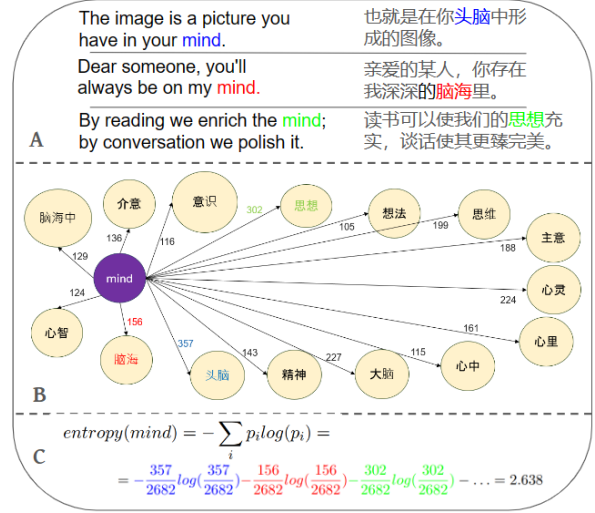 The image is a picture you
have in your mind.
也就是在你头脑中形
成的图像。
Dear someone, you'll
always be on my mind.
亲爱的某人，你存在
我深深的脑海里。
By reading we enrich the mind;
by conversation we polish it.
读书可以使我们的思想充
实，谈话使其更臻完美。
A
脑海中
介意
意识
思想
想法
思维
主意
129
136
116
302
105
199
188
mind
心灵
124
224
心智
156
脑海
357
头脑
143
精神
227
大脑
115
心中
161
心里
B
entropy(mind) = −∑ᵢ pᵢlog(pᵢ) =
C
= −357/2682 log(357/2682) −156/2682 log(156/2682) −302/2682 log(302/2682) − … = 2.638